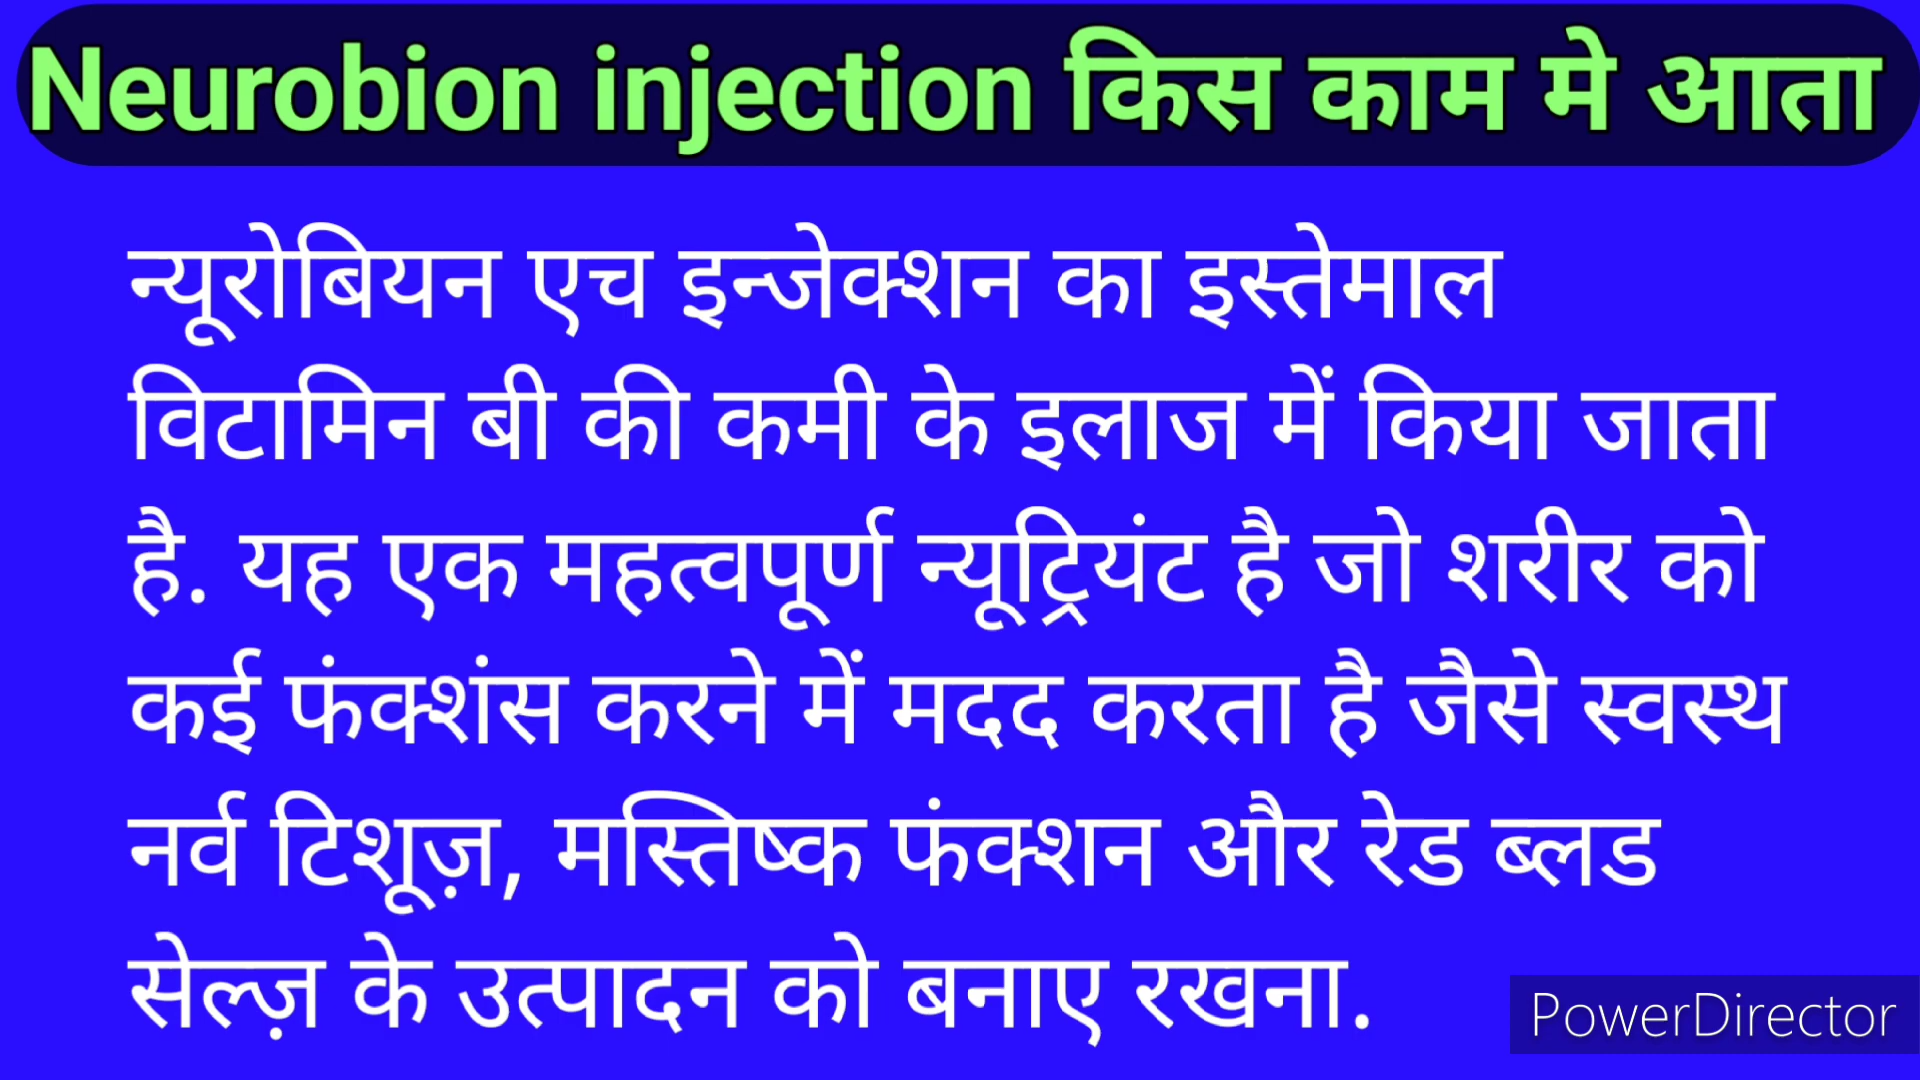 Neurobion injection किस काम मे आता
न्यूरोबियन एच इन्जेक्शन का इस्तेमाल
विटामिन बी की कमी के इलाज में किया जाता
है. यह एक महत्वपूर्ण न्यूट्रियंट है जो शरीर को
कई फंक्शंस करने में मदद करता है जैसे स्वस्थ
नर्व टिशूज़, मस्तिष्क फंक्शन और रेड ब्लड
सेल्ज़ के उत्पादन को बनाए रखना.
PowerDirector